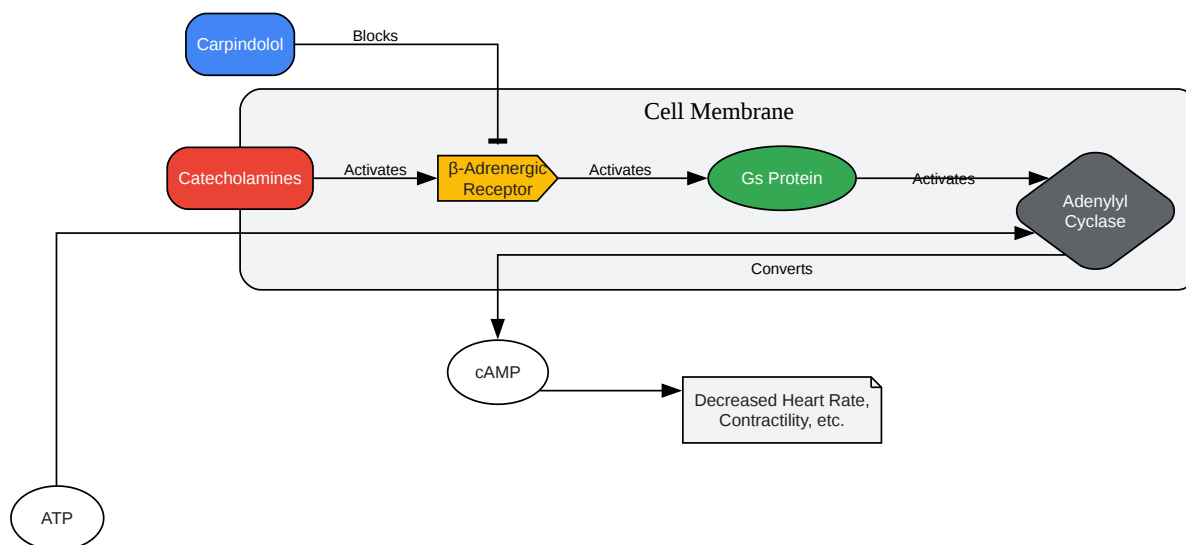 Carpindolol
Blocks
Cell Membrane
Catecholamines
Activates
β-Adrenergic
Receptor
Activates
Gs Protein
Activates
Adenylyl
Cyclase
Converts
cAMP
Decreased Heart Rate,
Contractility, etc.
ATP